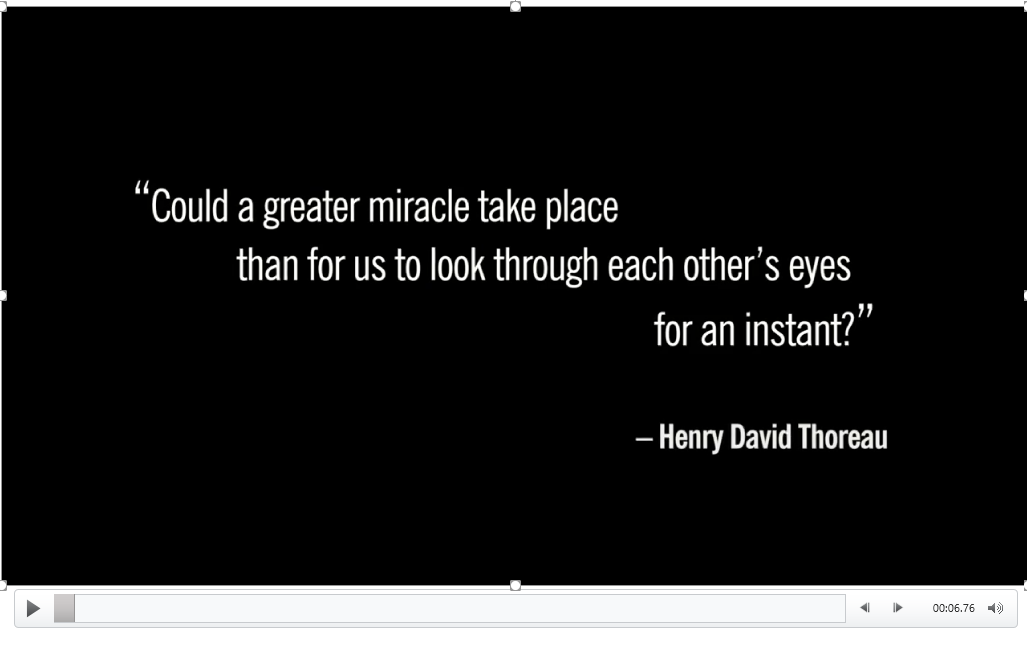 “Could a greater miracle take place
than for us to look through each other’s eyes
for an instant?”
– Henry David Thoreau
00:06.76